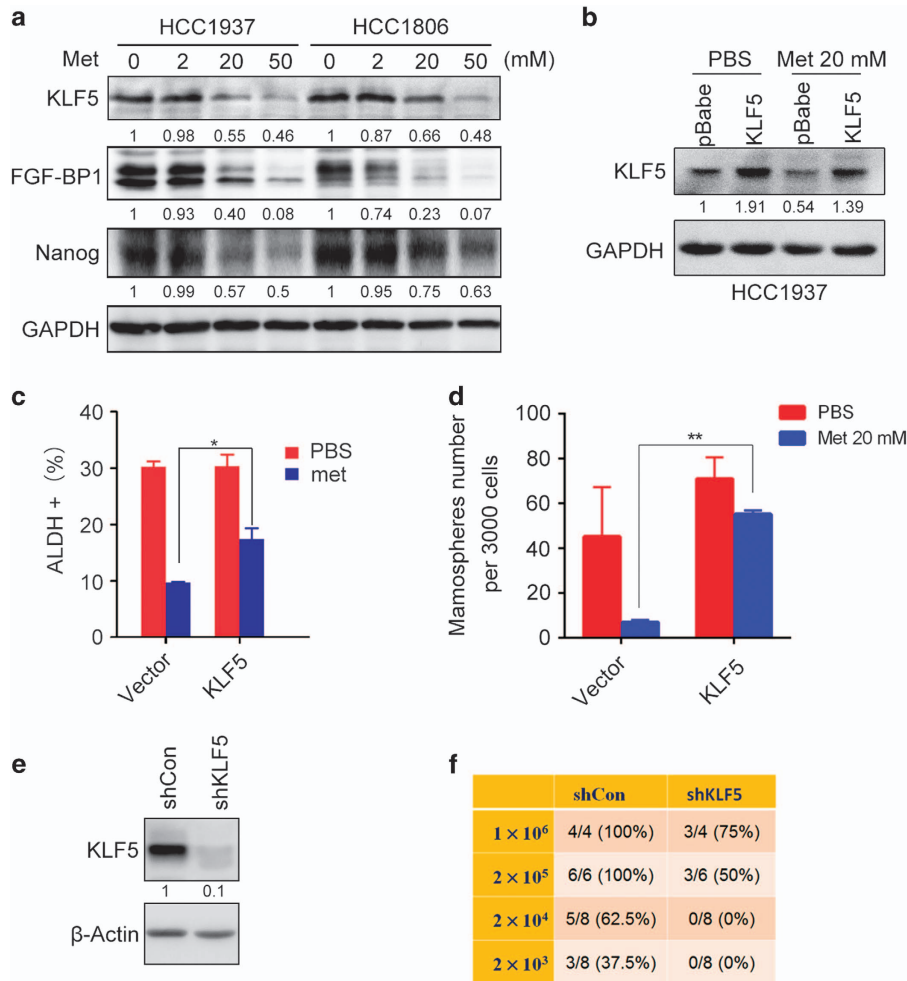 a
HCC1937 HCC1806
Met 0 2 20 50 0 2 20 50 (mM)
KLF5
1 0.98 0.55 0.46 1 0.87 0.66 0.48
FGF-BP1
1 0.93 0.40 0.08 1 0.74 0.23 0.07
Nanog
1 0.99 0.57 0.5 1 0.95 0.75 0.63
GAPDH
b
PBS Met 20 mM
pBabe KLF5 pBabe KLF5
KLF5
1 1.91 0.54 1.39
GAPDH
HCC1937
c
ALDH + (%)
40
30
20
10
0
PBS
met
*
Vector KLF5
d
Mamospheres number
per 3000 cells
100
80
60
40
20
0
PBS
Met 20 mM
**
Vector KLF5
e
shCon shKLF5
KLF5
1 0.1
β-Actin
f
shCon shKLF5
1 × 10⁶ 4/4 (100%) 3/4 (75%)
2 × 10⁵ 6/6 (100%) 3/6 (50%)
2 × 10⁴ 5/8 (62.5%) 0/8 (0%)
2 × 10³ 3/8 (37.5%) 0/8 (0%)